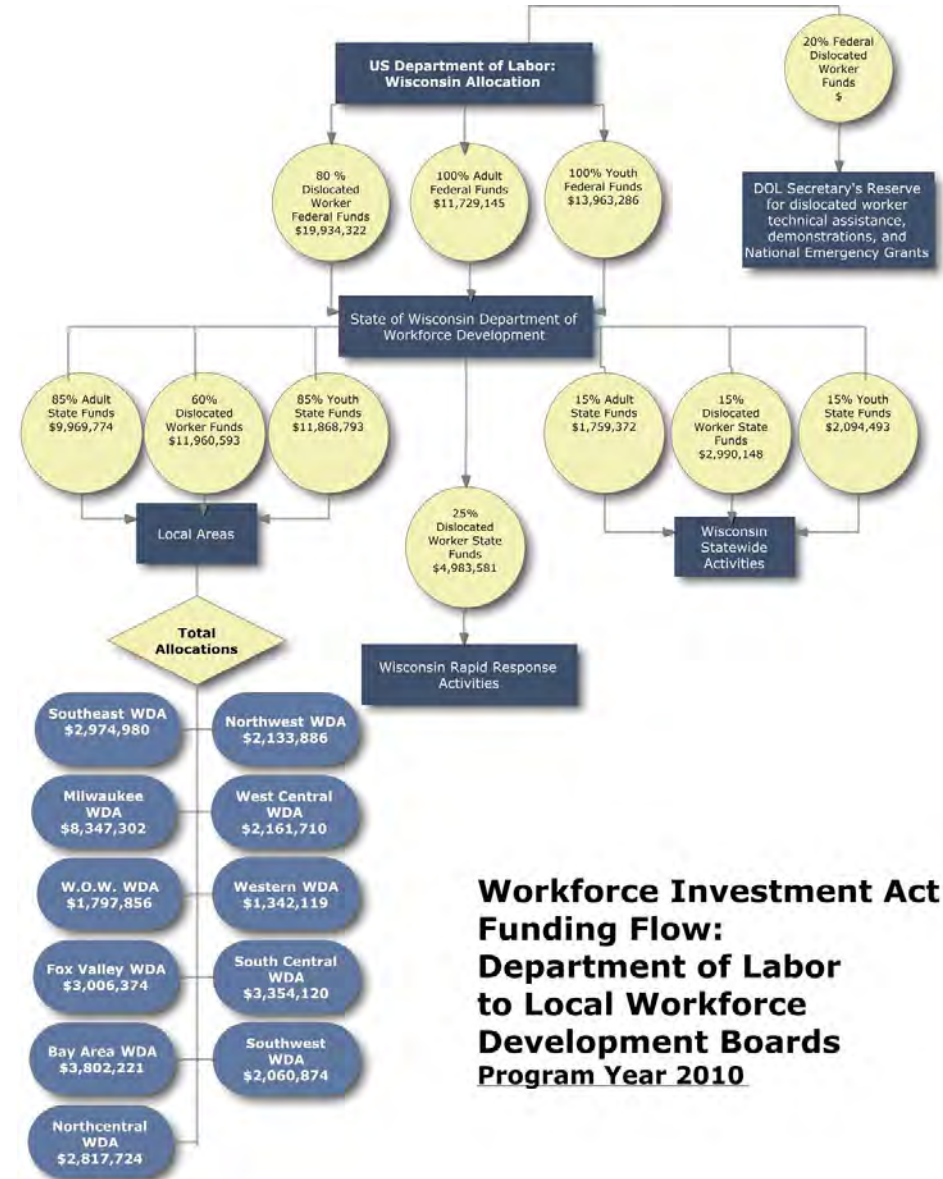 US Department of Labor:
Wisconsin Allocation
20% Federal
Dislocated
Worker
Funds
$
80 %
Dislocated
Worker
Federal Funds
$19,934,322
100% Adult
Federal Funds
$11,729,145
100% Youth
Federal Funds
$13,963,286
DOL Secretary's Reserve
for dislocated worker
technical assistance,
demonstrations, and
National Emergency Grants
State of Wisconsin Department of
Workforce Development
85% Adult
State Funds
$9,969,774
60%
Dislocated
Worker Funds
$11,960,593
85% Youth
State Funds
$11,868,793
15% Adult
State Funds
$1,759,372
15%
Dislocated
Worker State
Funds
$2,990,148
15% Youth
State Funds
$2,094,493
Local Areas
25%
Dislocated
Worker State
Funds
$4,983,581
Wisconsin
Statewide
Activities
Total
Allocations
Wisconsin Rapid Response
Activities
Southeast WDA
$2,974,980
Northwest WDA
$2,133,886
Milwaukee
WDA
$8,347,302
West Central
WDA
$2,161,710
W.O.W. WDA
$1,797,856
Western WDA
$1,342,119
Fox Valley WDA
$3,006,374
South Central
WDA
$3,354,120
Bay Area WDA
$3,802,221
Southwest
WDA
$2,060,874
Northcentral
WDA
$2,817,724
Workforce Investment Act
Funding Flow:
Department of Labor
to Local Workforce
Development Boards
Program Year 2010